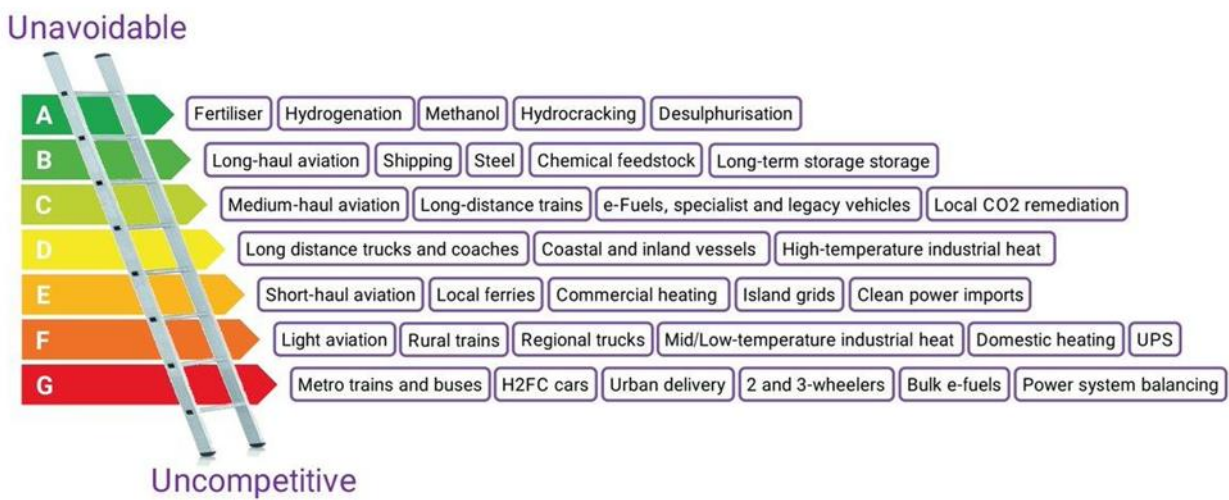 Unavoidable
A Fertiliser Hydrogenation Methanol Hydrocracking Desulphurisation
B Long-haul aviation Shipping Steel Chemical feedstock Long-term storage storage
C Medium-haul aviation Long-distance trains e-Fuels, specialist and legacy vehicles Local CO2 remediation
D Long distance trucks and coaches Coastal and inland vessels High-temperature industrial heat
E Short-haul aviation Local ferries Commercial heating Island grids Clean power imports
F Light aviation Rural trains Regional trucks Mid/Low-temperature industrial heat Domestic heating UPS
G Metro trains and buses H2FC cars Urban delivery 2 and 3-wheelers Bulk e-fuels Power system balancing
Uncompetitive